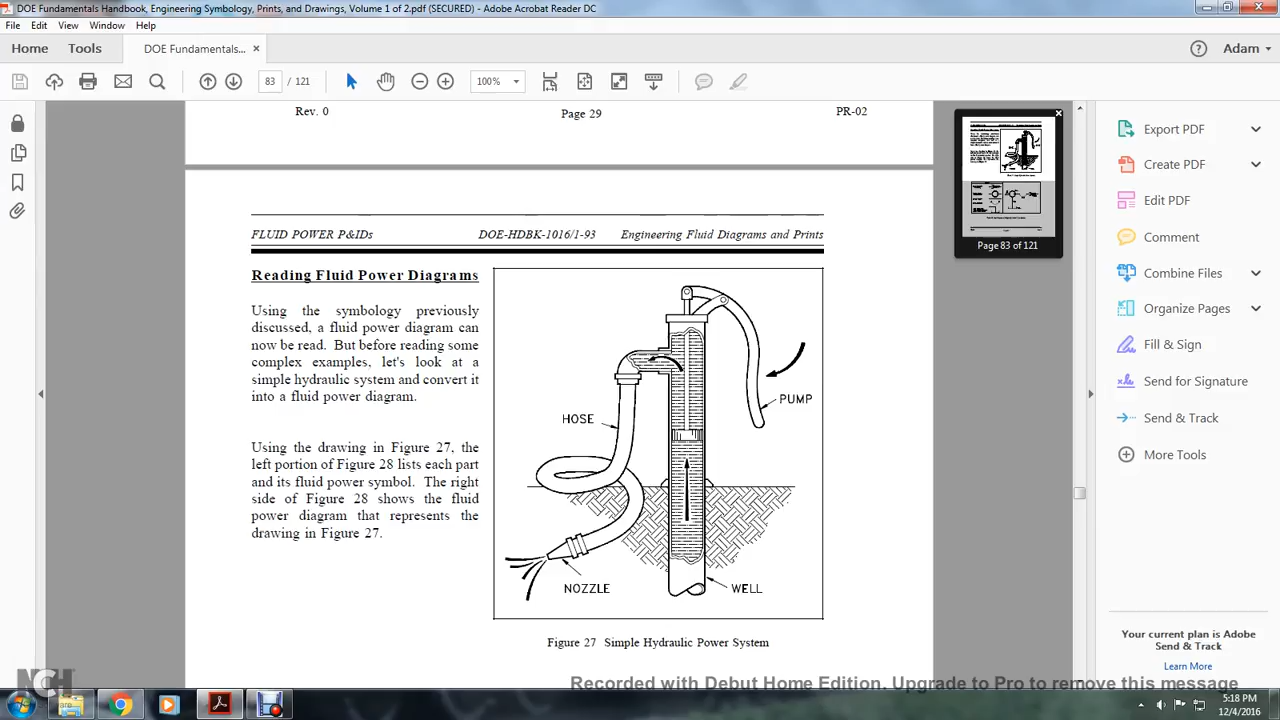 DOE Fundamentals Handbook, Engineering Symbology, Prints, and Drawings, Volume 1 of 2.pdf (SECURED) - Adobe Acrobat Reader DC
File Edit View Window Help
Home Tools DOE Fundamentals... × Adam
83 / 121 100%
Rev. 0 Page 29 PR-02
FLUID POWER P&IDs DOE-HDBK-1016/1-93 Engineering Fluid Diagrams and Prints
Reading Fluid Power Diagrams
Using the symbology previously
discussed, a fluid power diagram can
now be read. But before reading some
complex examples, let's look at a
simple hydraulic system and convert it
into a fluid power diagram.
Using the drawing in Figure 27, the
left portion of Figure 28 lists each part
and its fluid power symbol. The right
side of Figure 28 shows the fluid
power diagram that represents the
drawing in Figure 27.
PUMP
HOSE
NOZZLE
WELL
Figure 27 Simple Hydraulic Power System
Page 83 of 121
Export PDF
Create PDF
Edit PDF
Comment
Combine Files
Organize Pages
Fill & Sign
Send for Signature
Send & Track
More Tools
Your current plan is Adobe
Send & Track
Learn More
NCH
Recorded with Debut Home Edition. Upgrade to Pro to remove this message
5:18 PM
12/4/2016